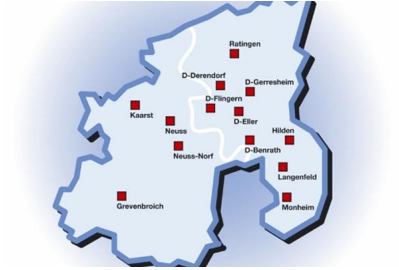 Ratingen
D-Derendorf
D-Gerresheim
D-Flingern
Kaarst
Neuss
D-Eller
Hilden
D-Benrath
Neuss-Norf
Langenfeld
Grevenbroich
Monheim